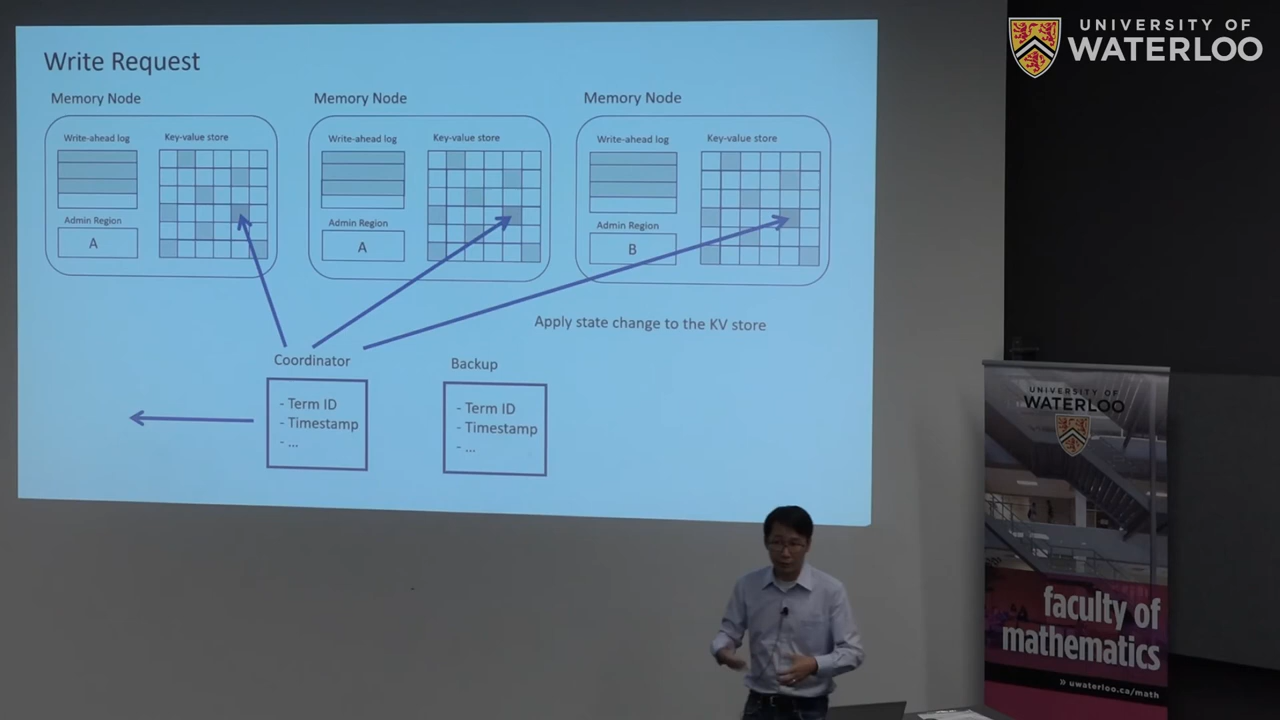 Write Request
Memory Node
Memory Node
Memory Node
Write-ahead log
Key-value store
Write-ahead log
Key-value store
Write-ahead log
Key-value store
Admin Region
Admin Region
Admin Region
A
A
B
Apply state change to the KV store
Coordinator
Backup
- Term ID
- Timestamp
- ...
- Term ID
- Timestamp
- ...
UNIVERSITY OF
WATERLOO
UNIVERSITY OF
WATERLOO
faculty of
mathematics
» uwaterloo.ca/math